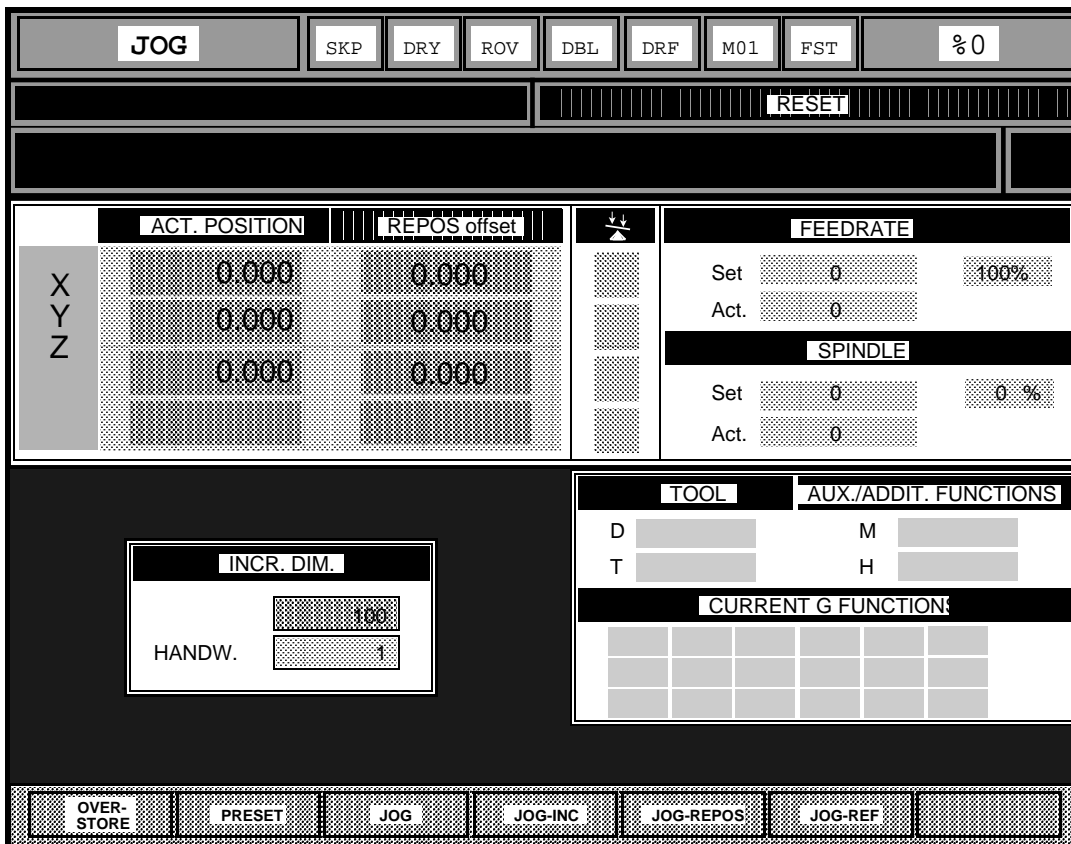 JOG SKP DRY ROV DBL DRF M01 FST %0
RESET
ACT. POSITION REPOS offset FEEDRATE
X 0.000 0.000 Set 0 100%
Y 0.000 0.000 Act. 0
Z 0.000 0.000 SPINDLE
Set 0 0 %
Act. 0
TOOL AUX./ADDIT. FUNCTIONS
D M
T H
INCR. DIM.
100
HANDW. 1
CURRENT G FUNCTIONS
OVER-
STORE PRESET JOG JOG-INC JOG-REPOS JOG-REF